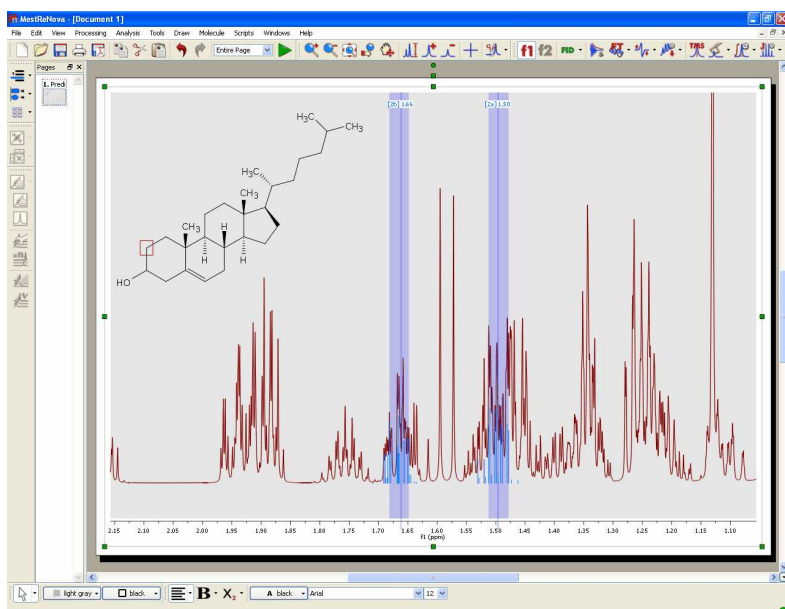 MestReNova - [Document 1]
File Edit View Processing Analysis Tools Draw Molecule Scripts Windows Help
Entire Page f1 f2 FID TMS
Pages
1. Predi
[2b] 1.66 [2a] 1.50
H₃C CH₃
H₃C
CH₃
CH₃ H
H H
HO
2.15 2.10 2.05 2.00 1.95 1.90 1.85 1.80 1.75 1.70 1.65 1.60 1.55 1.50 1.45 1.40 1.35 1.30 1.25 1.20 1.15 1.10
f1 (ppm)
light gray black B X₂ A black Arial 12